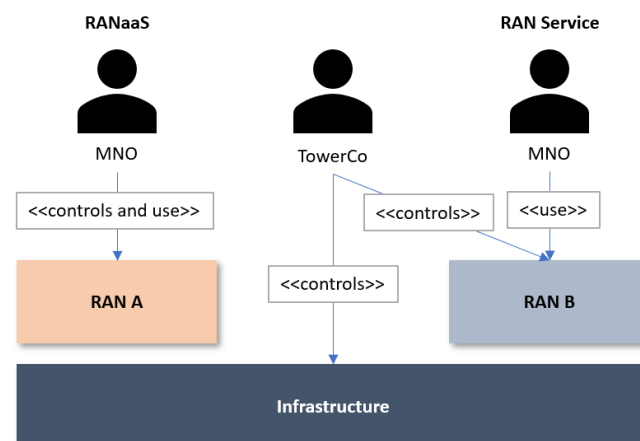 RANaaS
RAN Service
MNO
TowerCo
MNO
<<controls and use>>
<<controls>>
<<use>>
<<controls>>
RAN A
RAN B
Infrastructure